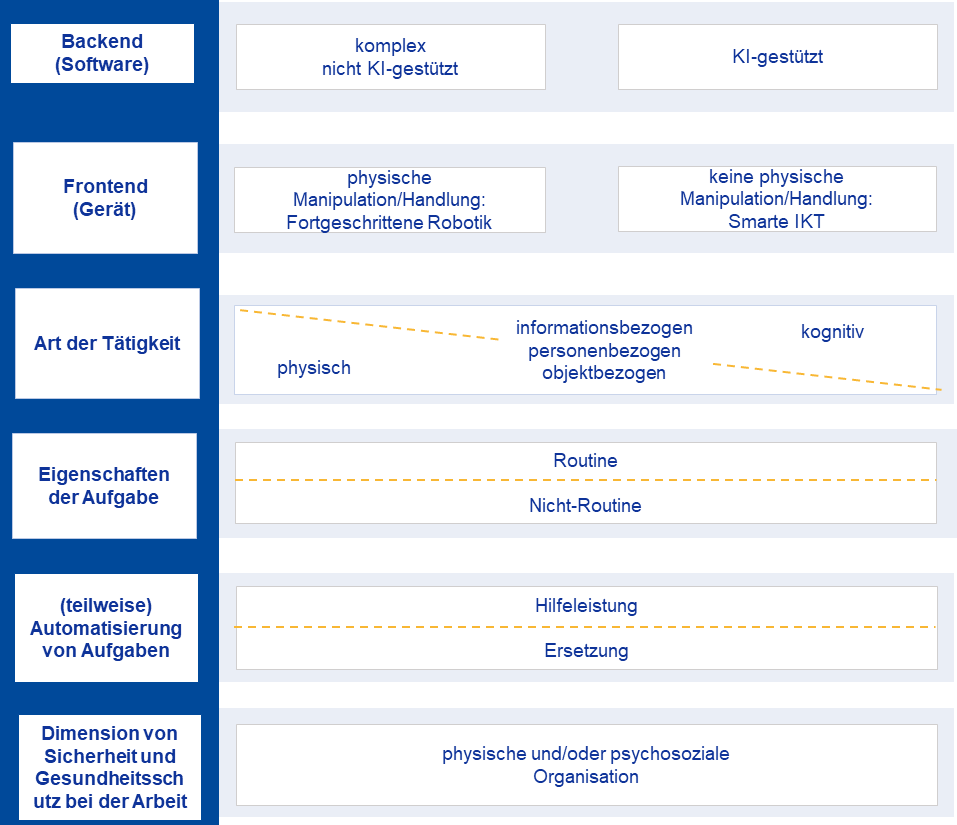 Backend
(Software)
komplex
nicht KI-gestützt
KI-gestützt
Frontend
(Gerät)
physische
Manipulation/Handlung:
Fortgeschrittene Robotik
keine physische
Manipulation/Handlung:
Smarte IKT
Art der Tätigkeit
physisch
informationsbezogen
personenbezogen
objektbezogen
kognitiv
Eigenschaften
der Aufgabe
Routine
Nicht-Routine
(teilweise)
Automatisierung
von Aufgaben
Hilfeleistung
Ersetzung
Dimension von
Sicherheit und
Gesundheitssch
utz bei der Arbeit
physische und/oder psychosoziale
Organisation